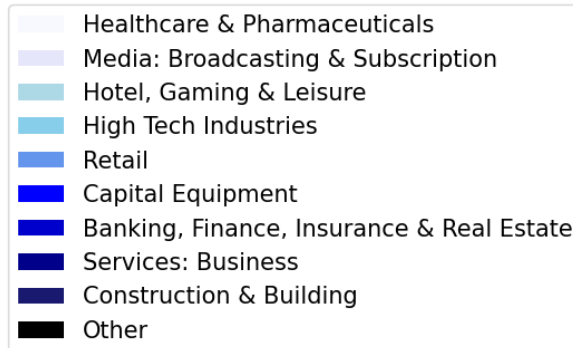 Healthcare & Pharmaceuticals
Media: Broadcasting & Subscription
Hotel, Gaming & Leisure
High Tech Industries
Retail
Capital Equipment
Banking, Finance, Insurance & Real Estate
Services: Business
Construction & Building
Other